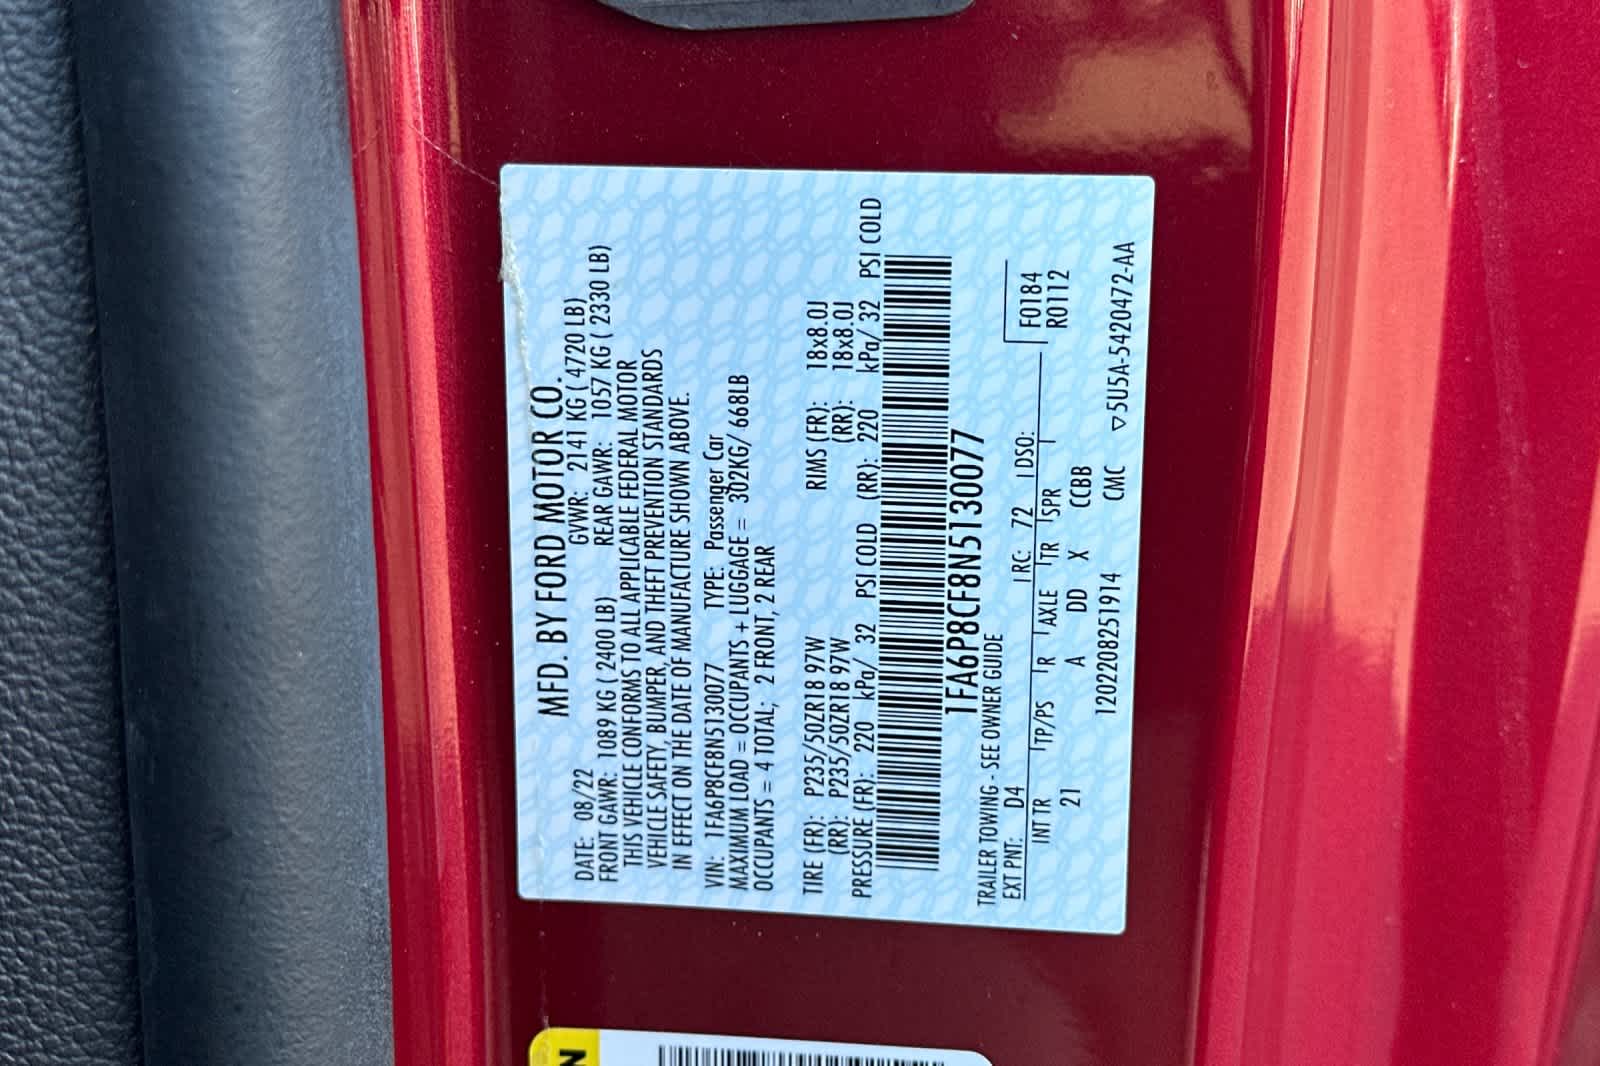 MFD. BY FORD MOTOR CO.
DATE: 08/22 GVWR: 2141 KG ( 4720 LB)
FRONT GAWR: 1089 KG ( 2400 LB) REAR GAWR: 1057 KG ( 2330 LB)
THIS VEHICLE CONFORMS TO ALL APPLICABLE FEDERAL MOTOR
VEHICLE SAFETY, BUMPER, AND THEFT PREVENTION STANDARDS
IN EFFECT ON THE DATE OF MANUFACTURE SHOWN ABOVE.
VIN: 1FA6P8CF8N5130077 TYPE: Passenger Car
MAXIMUM LOAD = OCCUPANTS + LUGGAGE = 302KG/ 668LB
OCCUPANTS = 4 TOTAL; 2 FRONT, 2 REAR
TIRE (FR): P235/50ZR18 97W RIMS (FR): 18x8.0J
(RR): P235/50ZR18 97W (RR): 18x8.0J
PRESSURE (FR): 220 kPa/ 32 PSI COLD (RR): 220 kPa/ 32 PSI COLD
1FA6P8CF8N5130077
TRAILER TOWING - SEE OWNER GUIDE
EXT PNT: D4 RC: 72 DSO: F0184
INT TR TP/PS R AXLE TR SPR R0112
21 A DD X CCBB
1202208251914 CMC ▽5U5A-5420472-AA
N